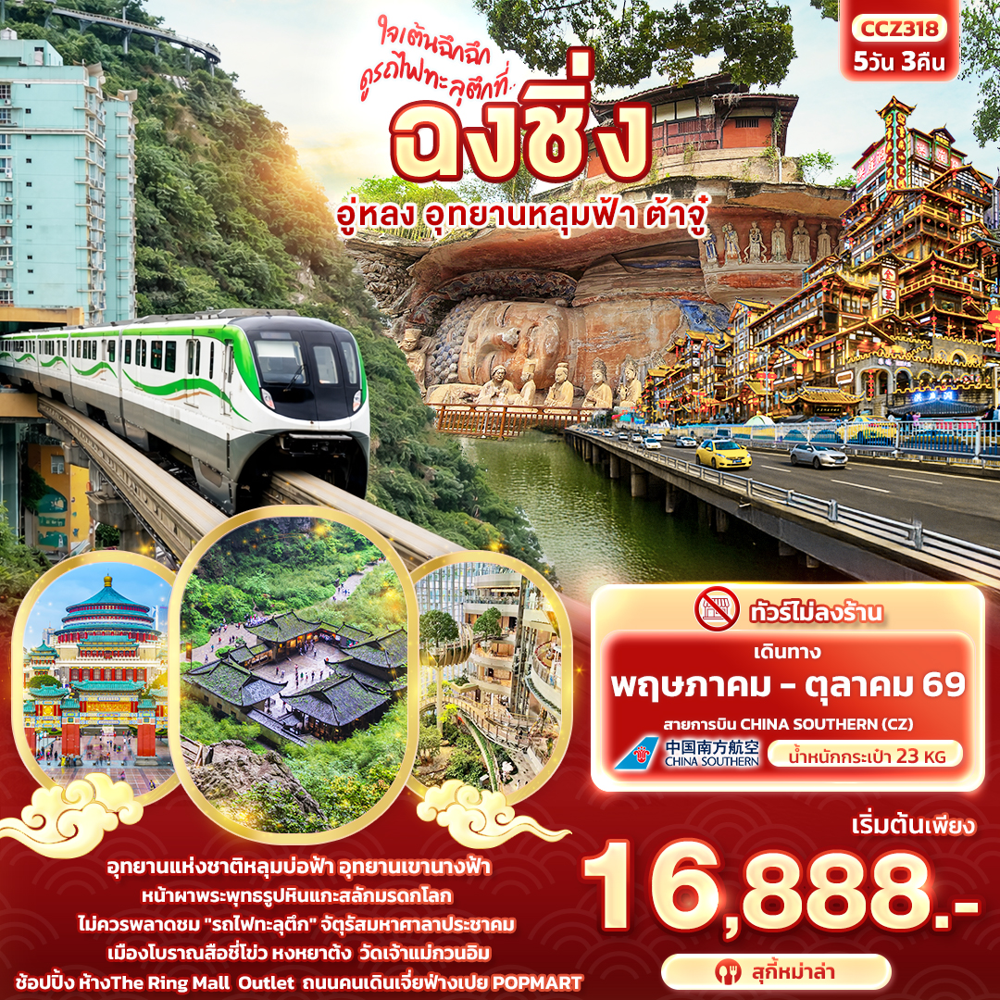 CCZ318
5วัน 3คืน
ใจเต้นฉึกฉึก
ดูรถไฟทะลุตึกที่..
ฉงชิ่ง
อู่หลง อุทยานหลุมฟ้า ต้าจู๋
ทัวร์ไม่ลงร้าน
เดินทาง
พฤษภาคม - ตุลาคม 69
สายการบิน CHINA SOUTHERN (CZ)
中国南方航空
CHINA SOUTHERN
น้ำหนักกระเป๋า 23 KG
เริ่มต้นเพียง
16,888.-
สุกี้หม่าล่า
อุทยานแห่งชาติหลุมบ่อฟ้า อุทยานเขานางฟ้า
หน้าผาพระพุทธรูปหินแกะสลักมรดกโลก
ไม่ควรพลาดชม "รถไฟทะลุตึก" จัตุรัสมหาศาลาประชาคม
เมืองโบราณสือชี่โข่ว หงหยาต้ง วัดเจ้าแม่กวนอิม
ช้อปปิ้ง ห้างThe Ring Mall Outlet ถนนคนเดินเจี่ยฟ้างเปย POPMART